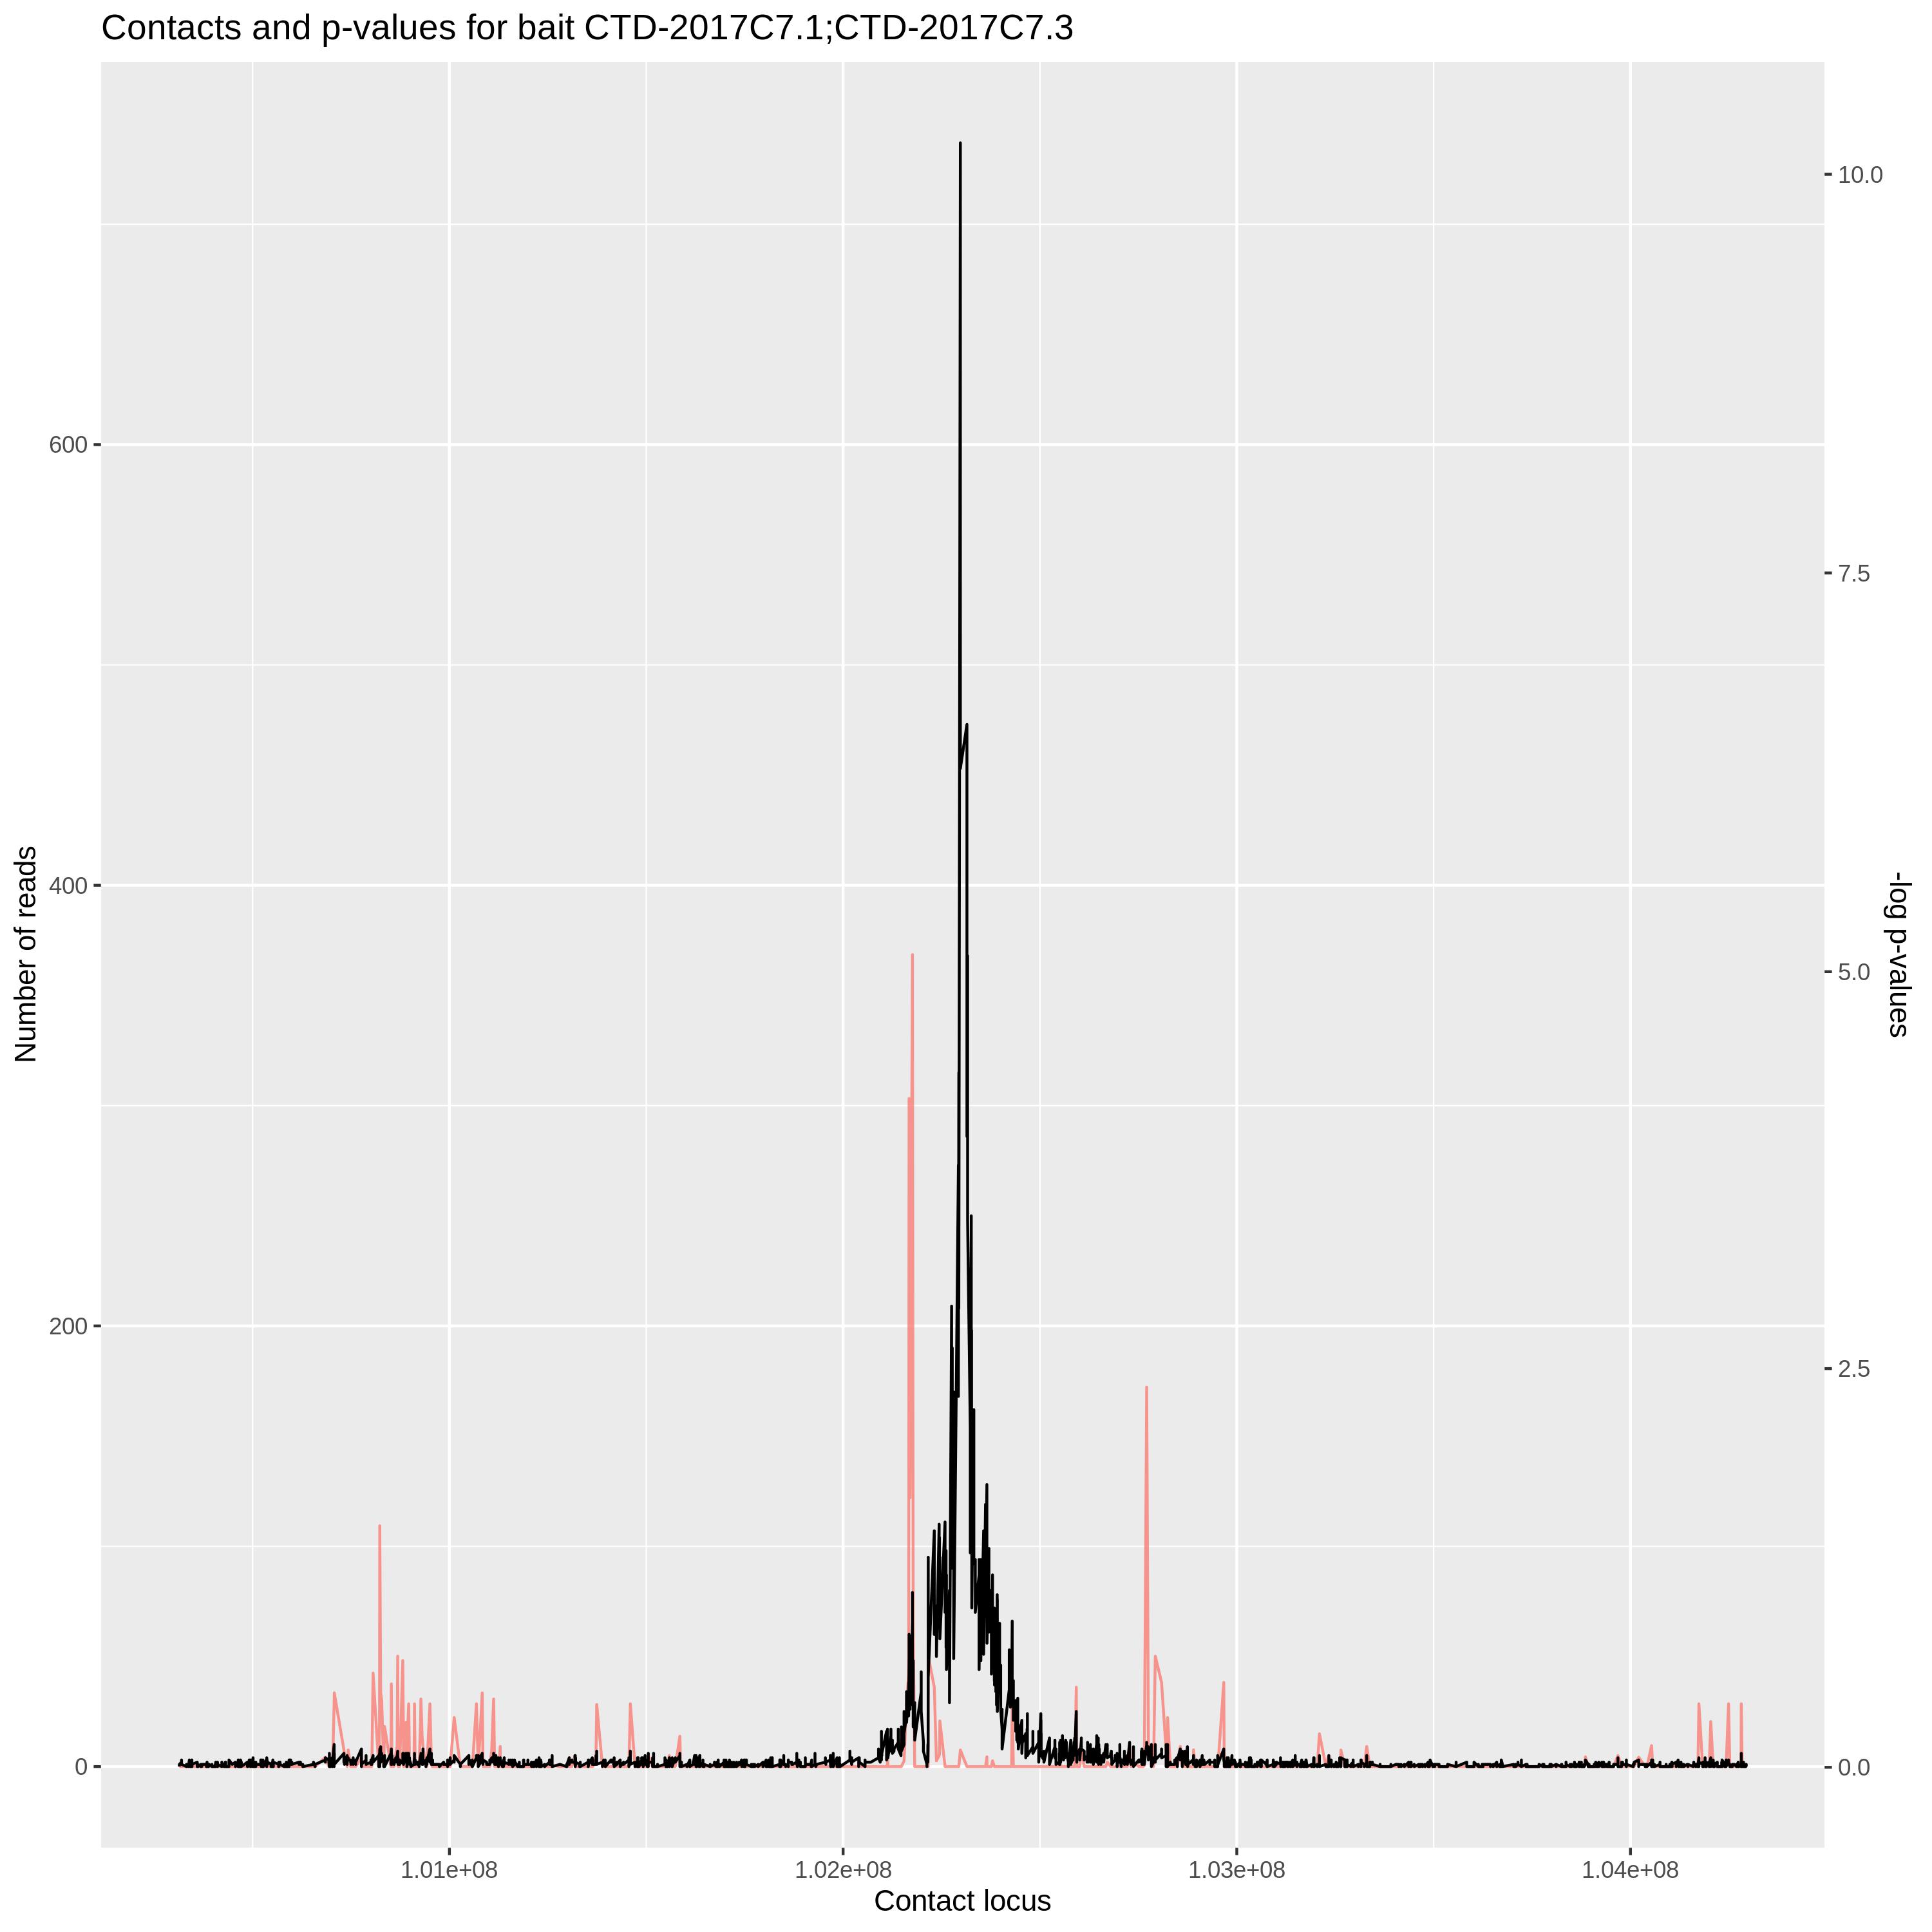 Contacts and p-values for bait CTD-2017C7.1;CTD-2017C7.3
10.0
600
7.5
400
5.0
Number of reads
-log p-values
200
2.5
0
0.0
1.01e+08 1.02e+08 1.03e+08 1.04e+08
Contact locus